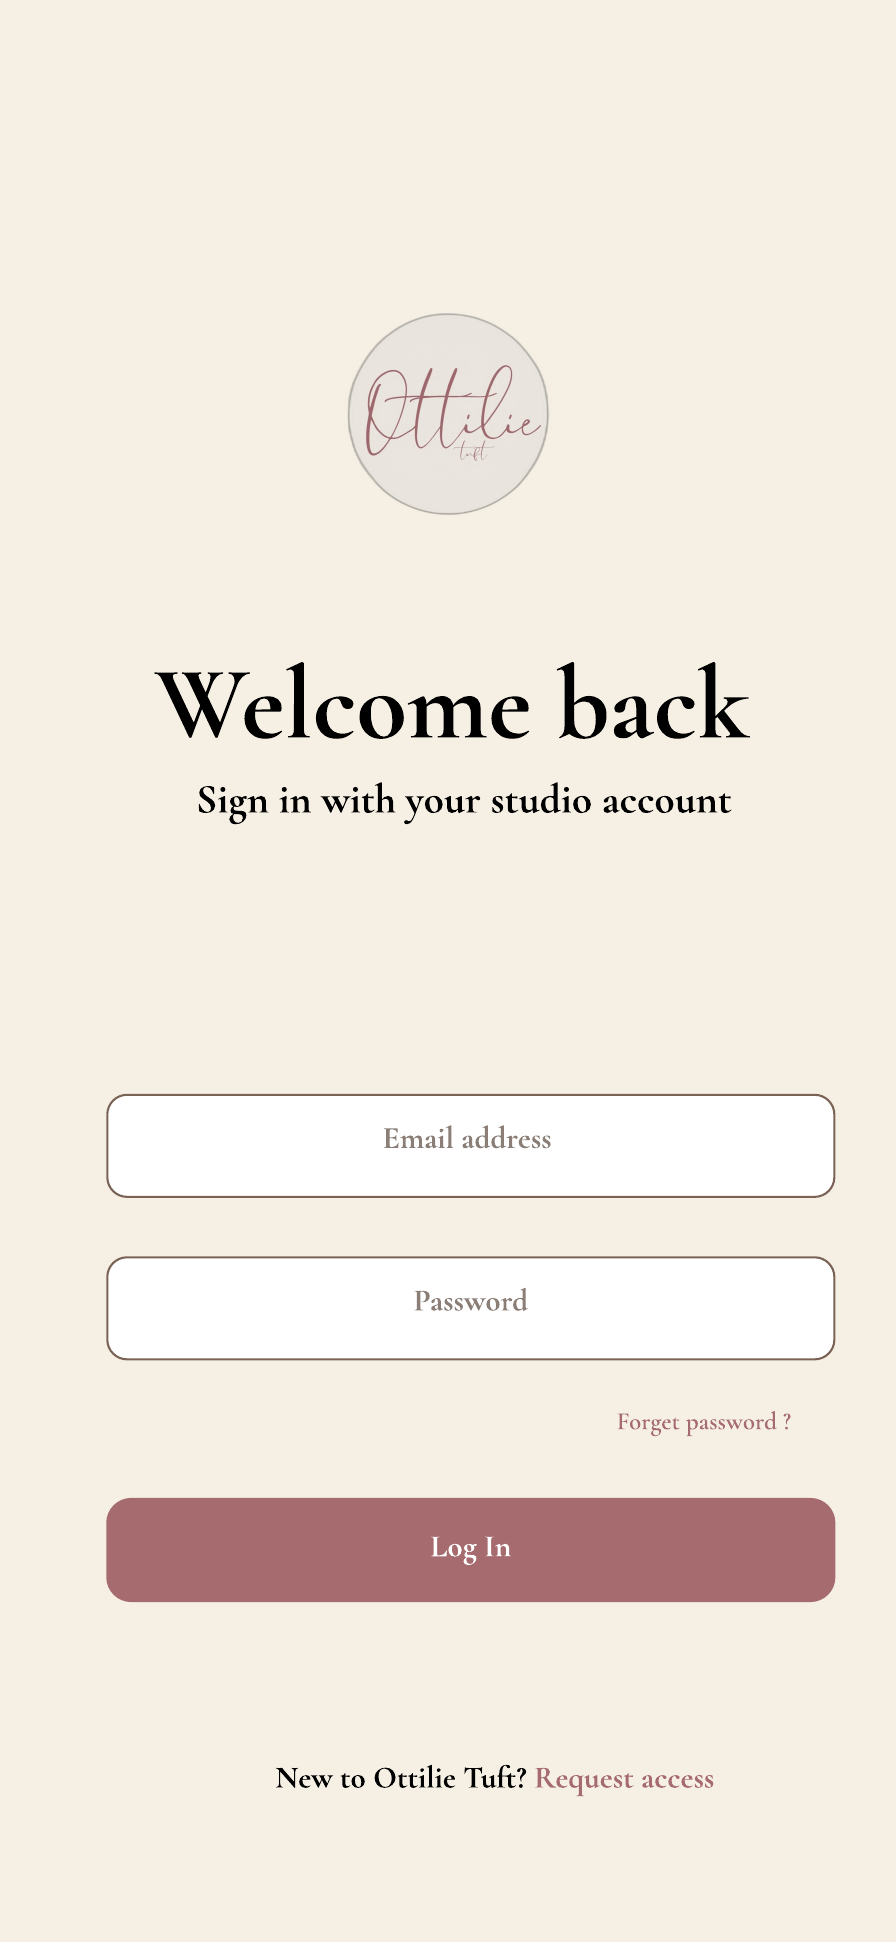 Ottilie
tuft
Welcome back
Sign in with your studio account
Email address
Password
Forget password ?
Log In
New to Ottilie Tuft? Request access